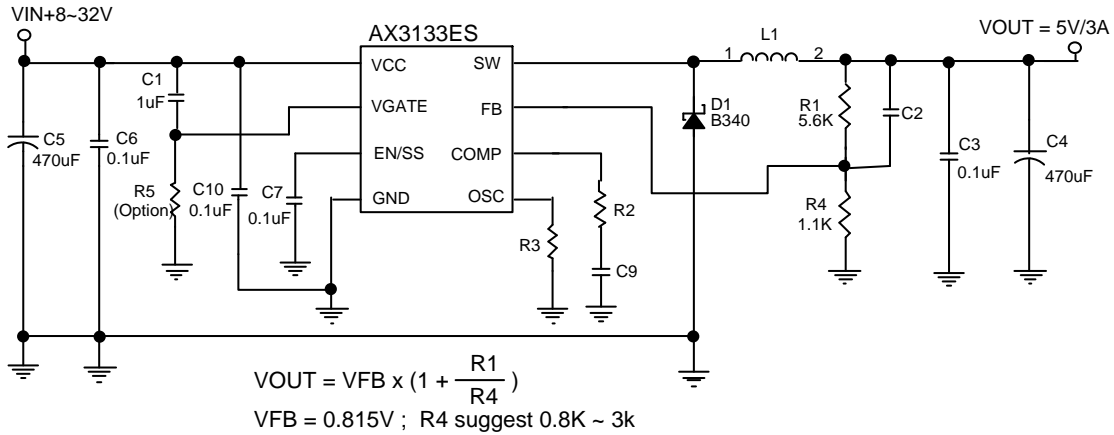 VIN+8~32V
AX3133ES
L1
VOUT = 5V/3A
VCC
SW
1
2
C1
1uF
VGATE
FB
D1
B340
R1
5.6K
C2
C5
470uF
C6
0.1uF
EN/SS
COMP
C3
0.1uF
C4
470uF
R5
(Option)
C10
0.1uF
C7
0.1uF
GND
OSC
R2
R4
1.1K
R3
C9
VOUT = VFB x (1 + R1/R4 )
VFB = 0.815V ; R4 suggest 0.8K ~ 3k